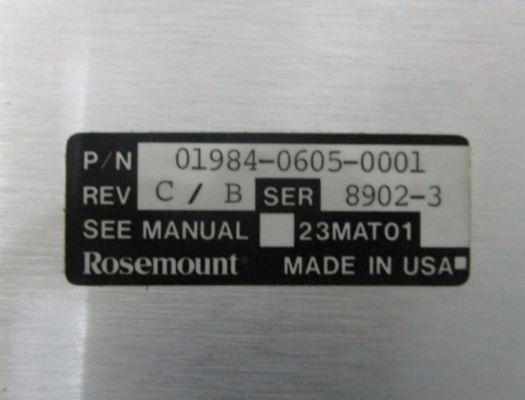 P/N 01984-0605-0001
REV C / B SER 8902-3
SEE MANUAL 23MAT01
Rosemount MADE IN USA